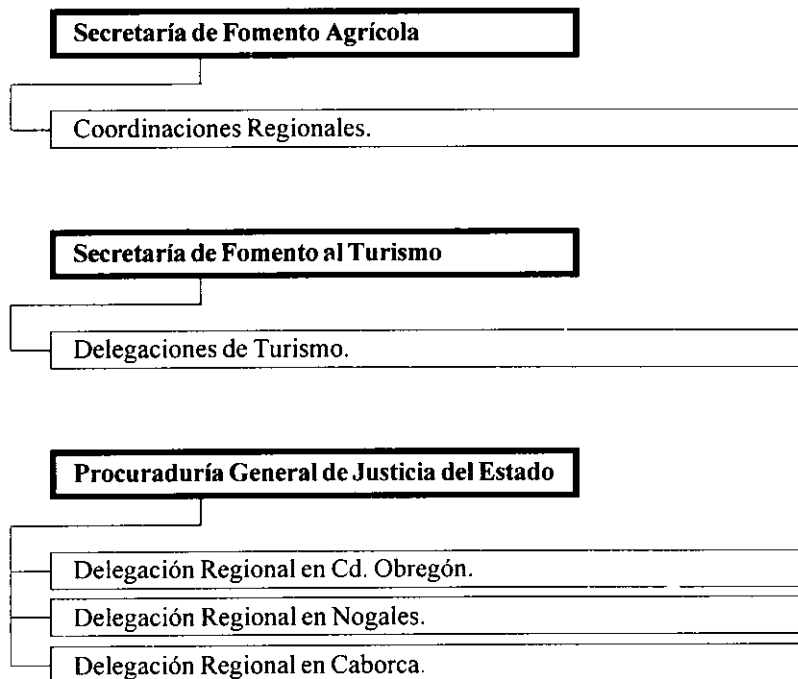 Secretaría de Fomento Agrícola
Coordinaciones Regionales.
Secretaría de Fomento al Turismo
Delegaciones de Turismo.
Procuraduría General de Justicia del Estado
Delegación Regional en Cd. Obregón.
Delegación Regional en Nogales.
Delegación Regional en Caborca.